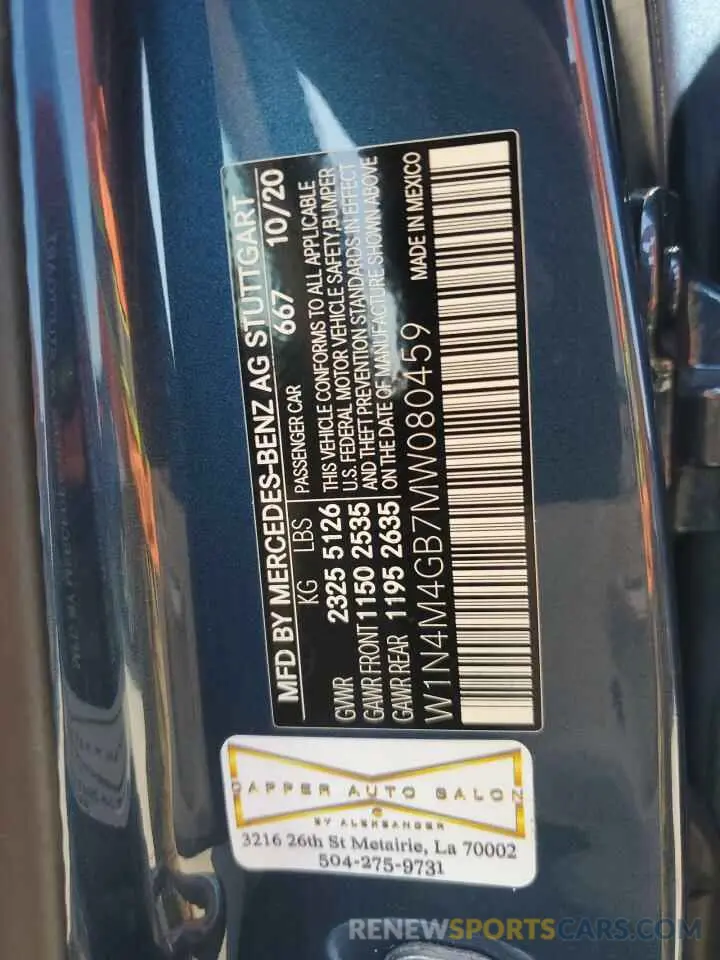 MFD BY MERCEDES-BENZ AG STUTTGART
KG LBS 667 10/20
PASSENGER CAR
GVWR 2325 5126
GAWR FRONT 1150 2535
GAWR REAR 1195 2635
THIS VEHICLE CONFORMS TO ALL APPLICABLE
U.S. FEDERAL MOTOR VEHICLE SAFETY,BUMPER
AND THEFT PREVENTION STANDARDS IN EFFECT
ON THE DATE OF MANUFACTURE SHOWN ABOVE
W1N4M4GB7MW080459 MADE IN MEXICO
DAPPER AUTO SALON
BY ALEKSANDER
3216 26th St Metairie, La 70002
504-275-9731
RENEWSPORTSCARS.COM